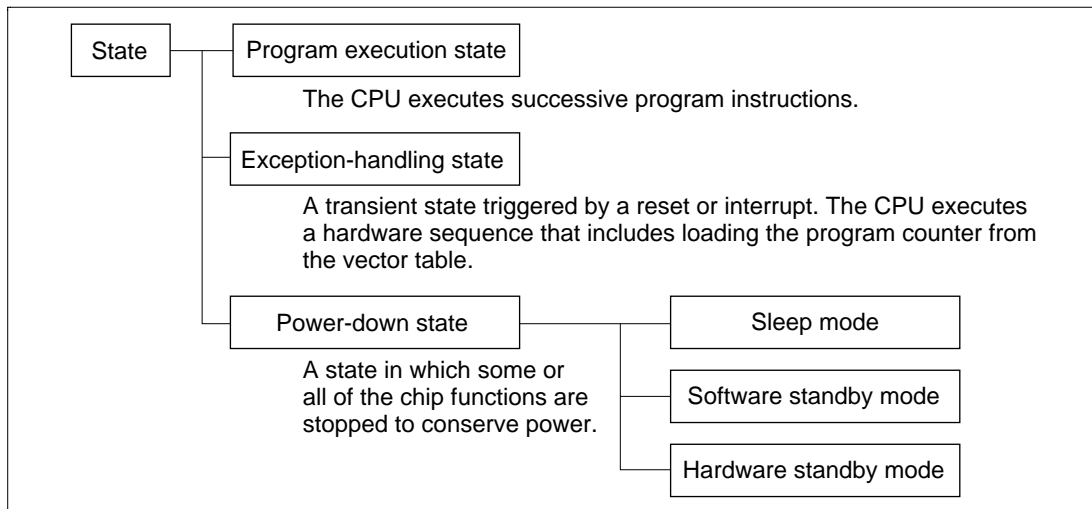 State
Program execution state
The CPU executes successive program instructions.
Exception-handling state
A transient state triggered by a reset or interrupt. The CPU executes
a hardware sequence that includes loading the program counter from
the vector table.
Power-down state
A state in which some or
all of the chip functions are
stopped to conserve power.
Sleep mode
Software standby mode
Hardware standby mode